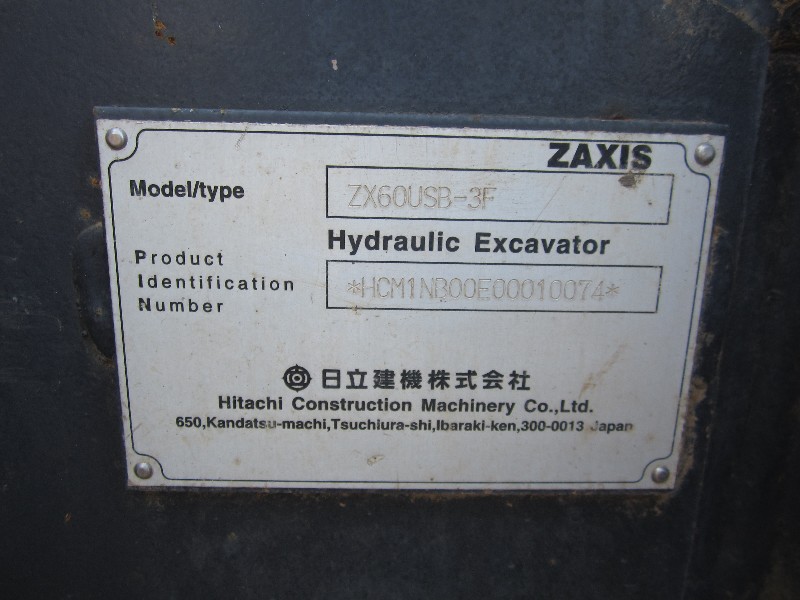 ZAXIS
Model/type ZX60USB-3F
Hydraulic Excavator
Product
Identification
Number
*HCM1NB00E00010074*
日立建機株式会社
Hitachi Construction Machinery Co.,Ltd.
650,Kandatsu-machi,Tsuchiura-shi,Ibaraki-ken,300-0013 Japan